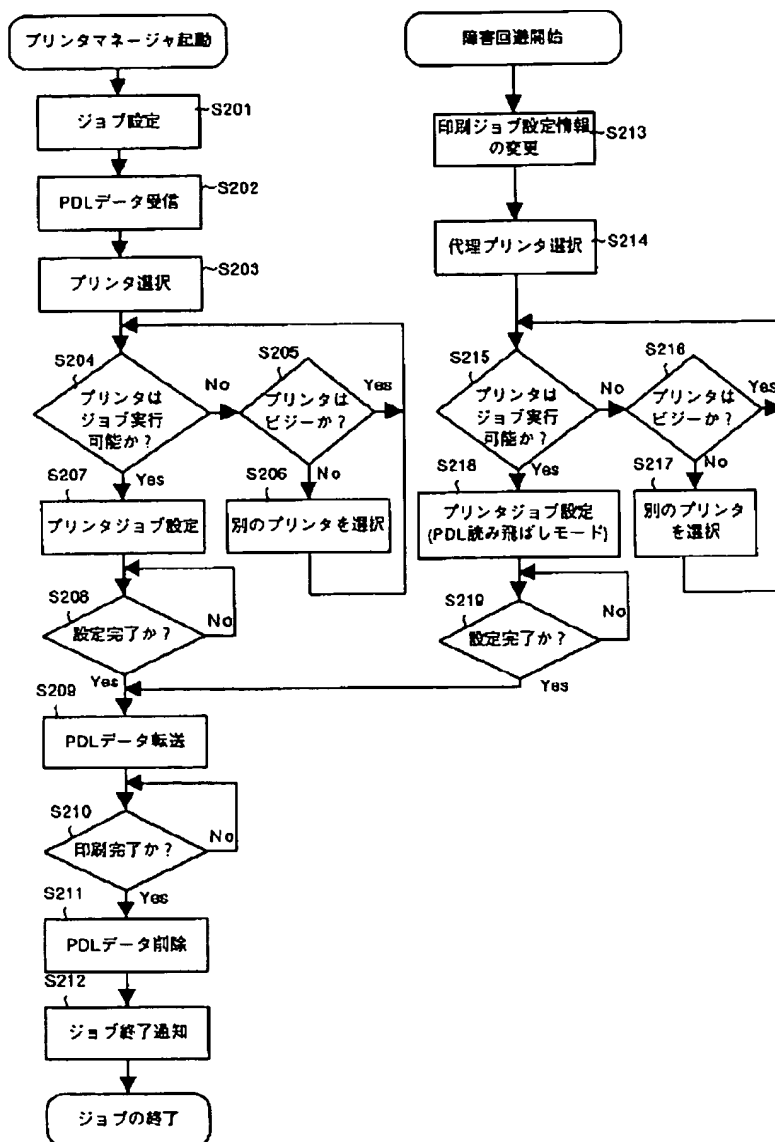 プリンタマネージャ起動
ジョブ設定
S201
PDLデータ受信
S202
プリンタ選択
S203
S204
プリンタは
ジョブ実行
可能か?
No
Yes
S205
プリンタは
ビジーか?
Yes
No
S206
別のプリンタを選択
S207
プリンタジョブ設定
S208
設定完了か?
No
Yes
S209
PDLデータ転送
S210
印刷完了か?
No
Yes
S211
PDLデータ削除
S212
ジョブ終了通知
ジョブの終了
障害回避開始
印刷ジョブ設定情報
の変更
S213
代理プリンタ選択
S214
S215
プリンタは
ジョブ実行
可能か?
No
Yes
S216
プリンタは
ビジーか?
Yes
No
S217
別のプリンタ
を選択
S218
プリンタジョブ設定
(PDL読み飛ばしモード)
S219
設定完了か?
No
Yes